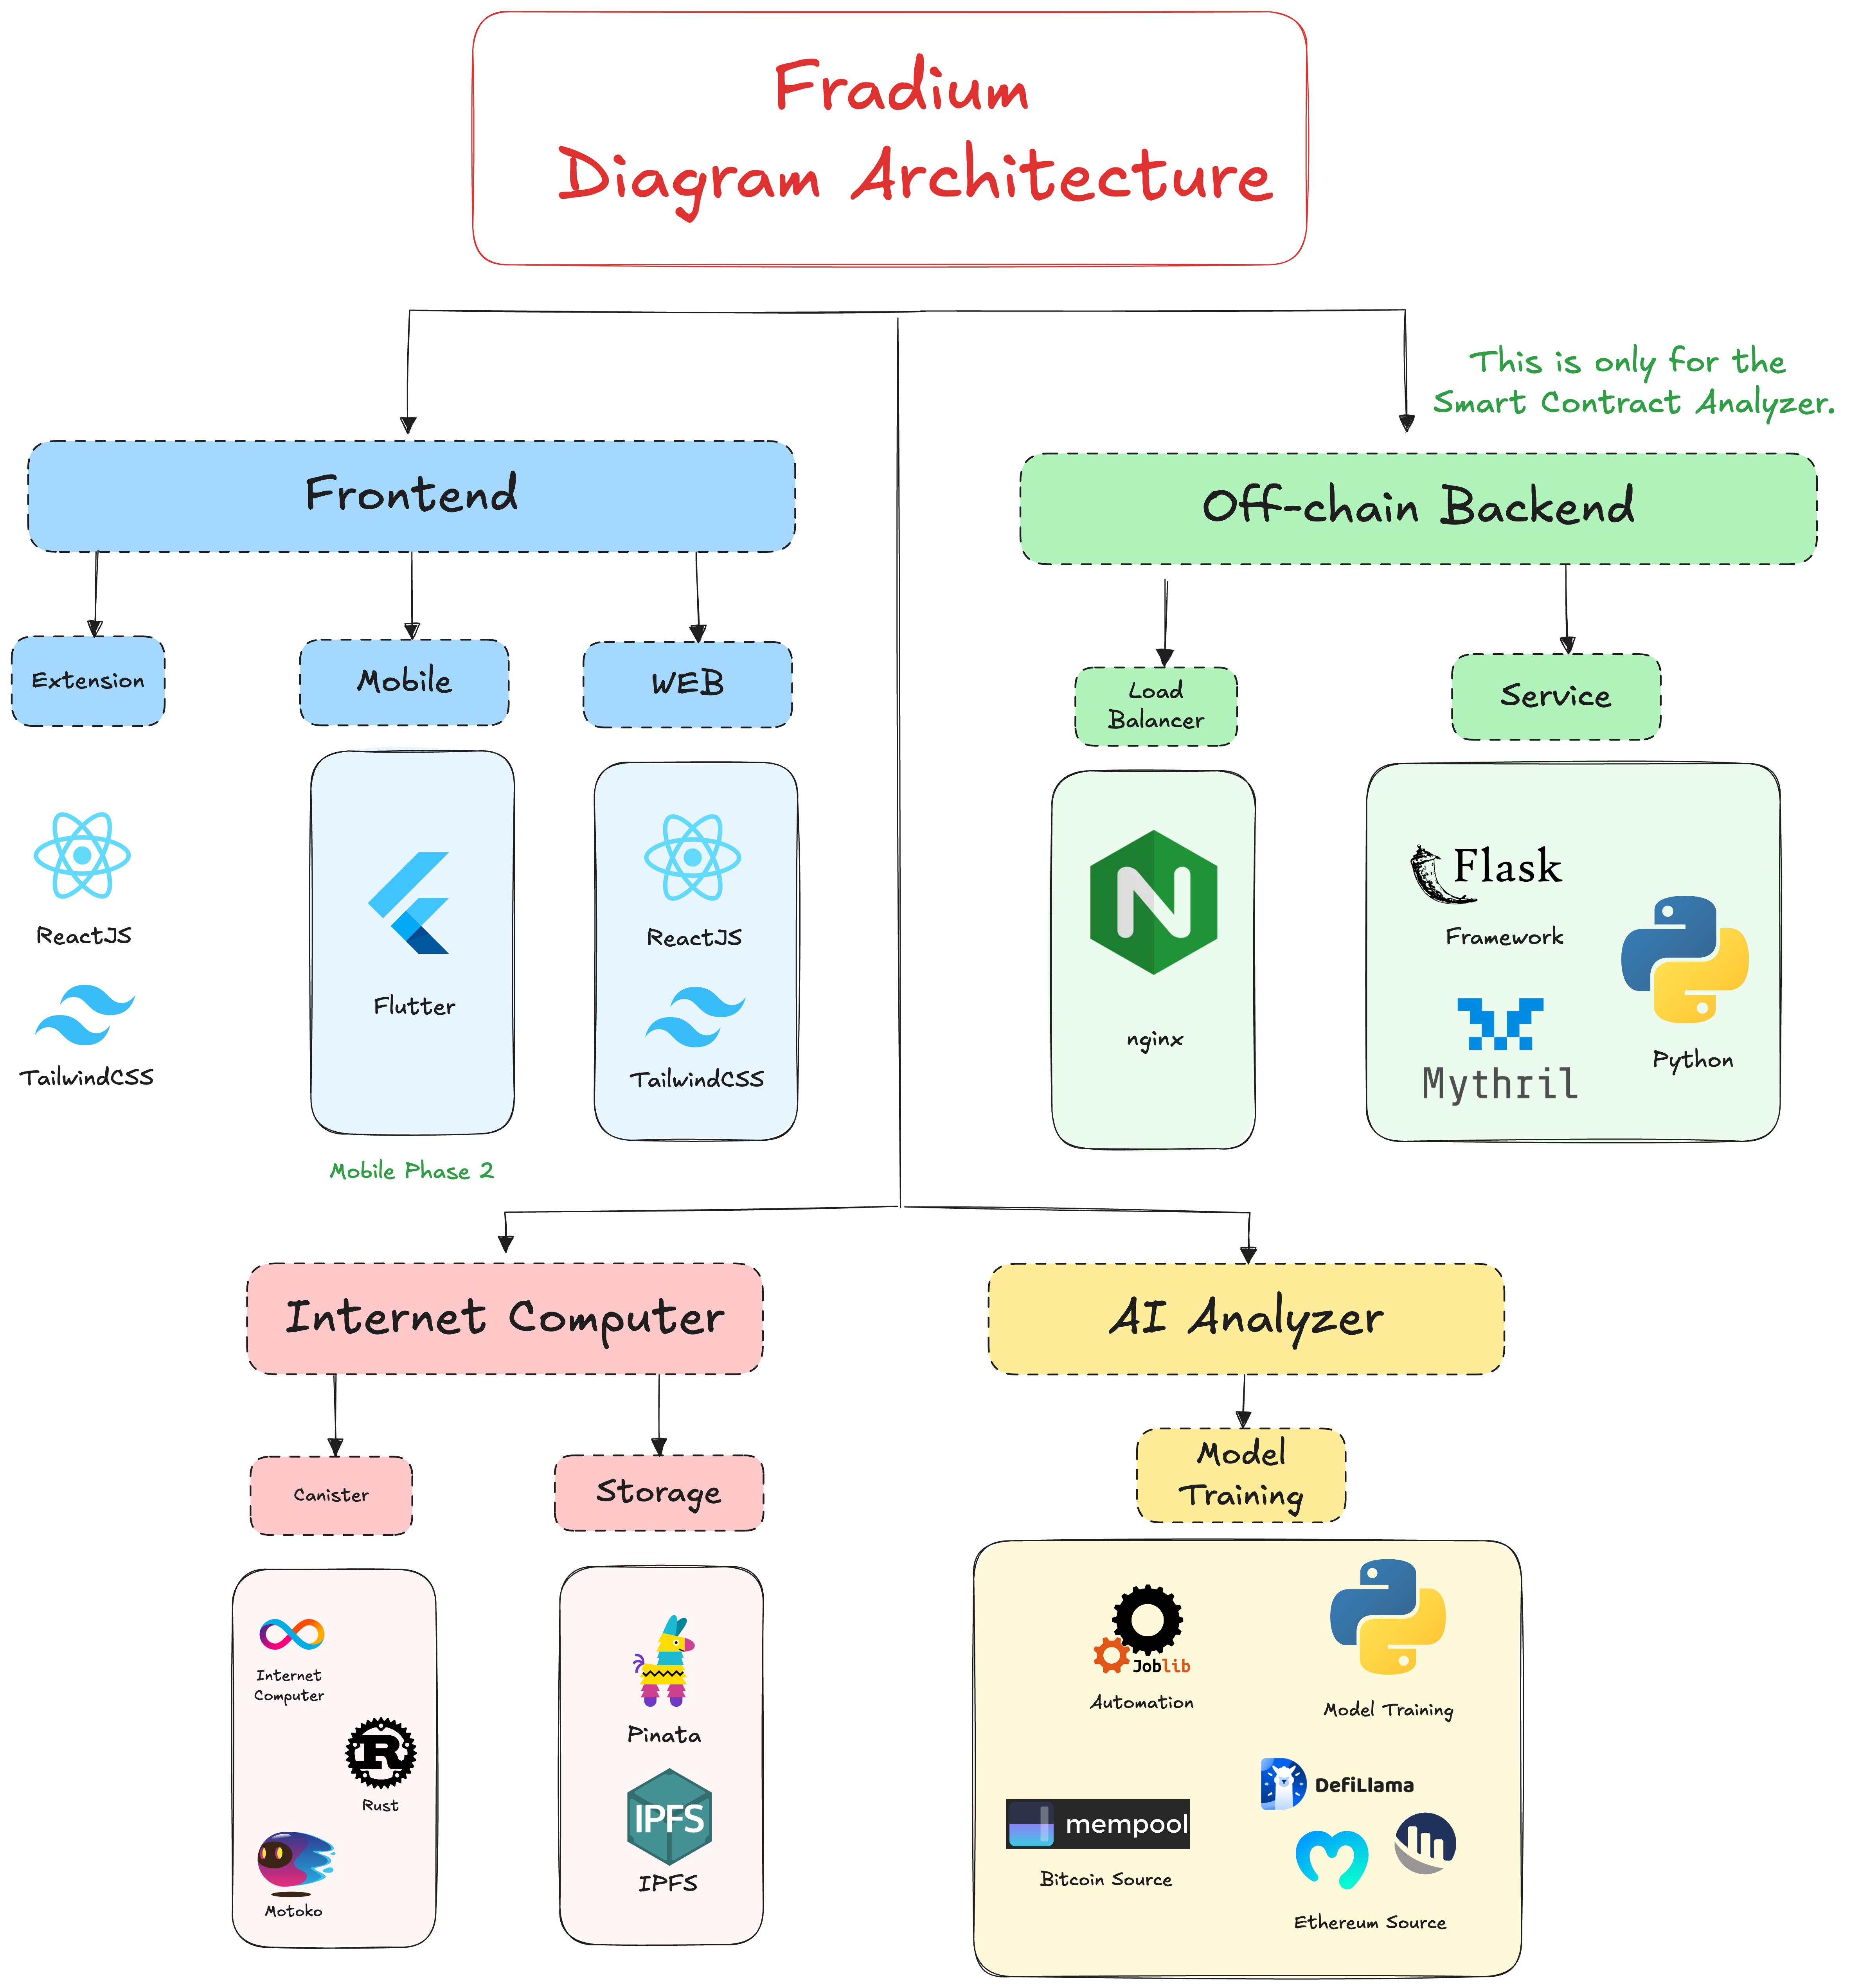 Fradium
Diagram Architecture
This is only for the
Smart Contract Analyzer.
Frontend
Off-chain Backend
Extension
Mobile
WEB
Load
Balancer
Service
ReactJS
TailwindCSS
Flutter
Mobile Phase 2
ReactJS
TailwindCSS
nginx
Flask
Framework
Mythril
Python
Internet Computer
AI Analyzer
Canister
Storage
Model
Training
Internet
Computer
R
Rust
Motoko
Pinata
IPFS
IPFS
Joblib
Automation
Model Training
mempool
Bitcoin Source
DefiLlama
Ethereum Source